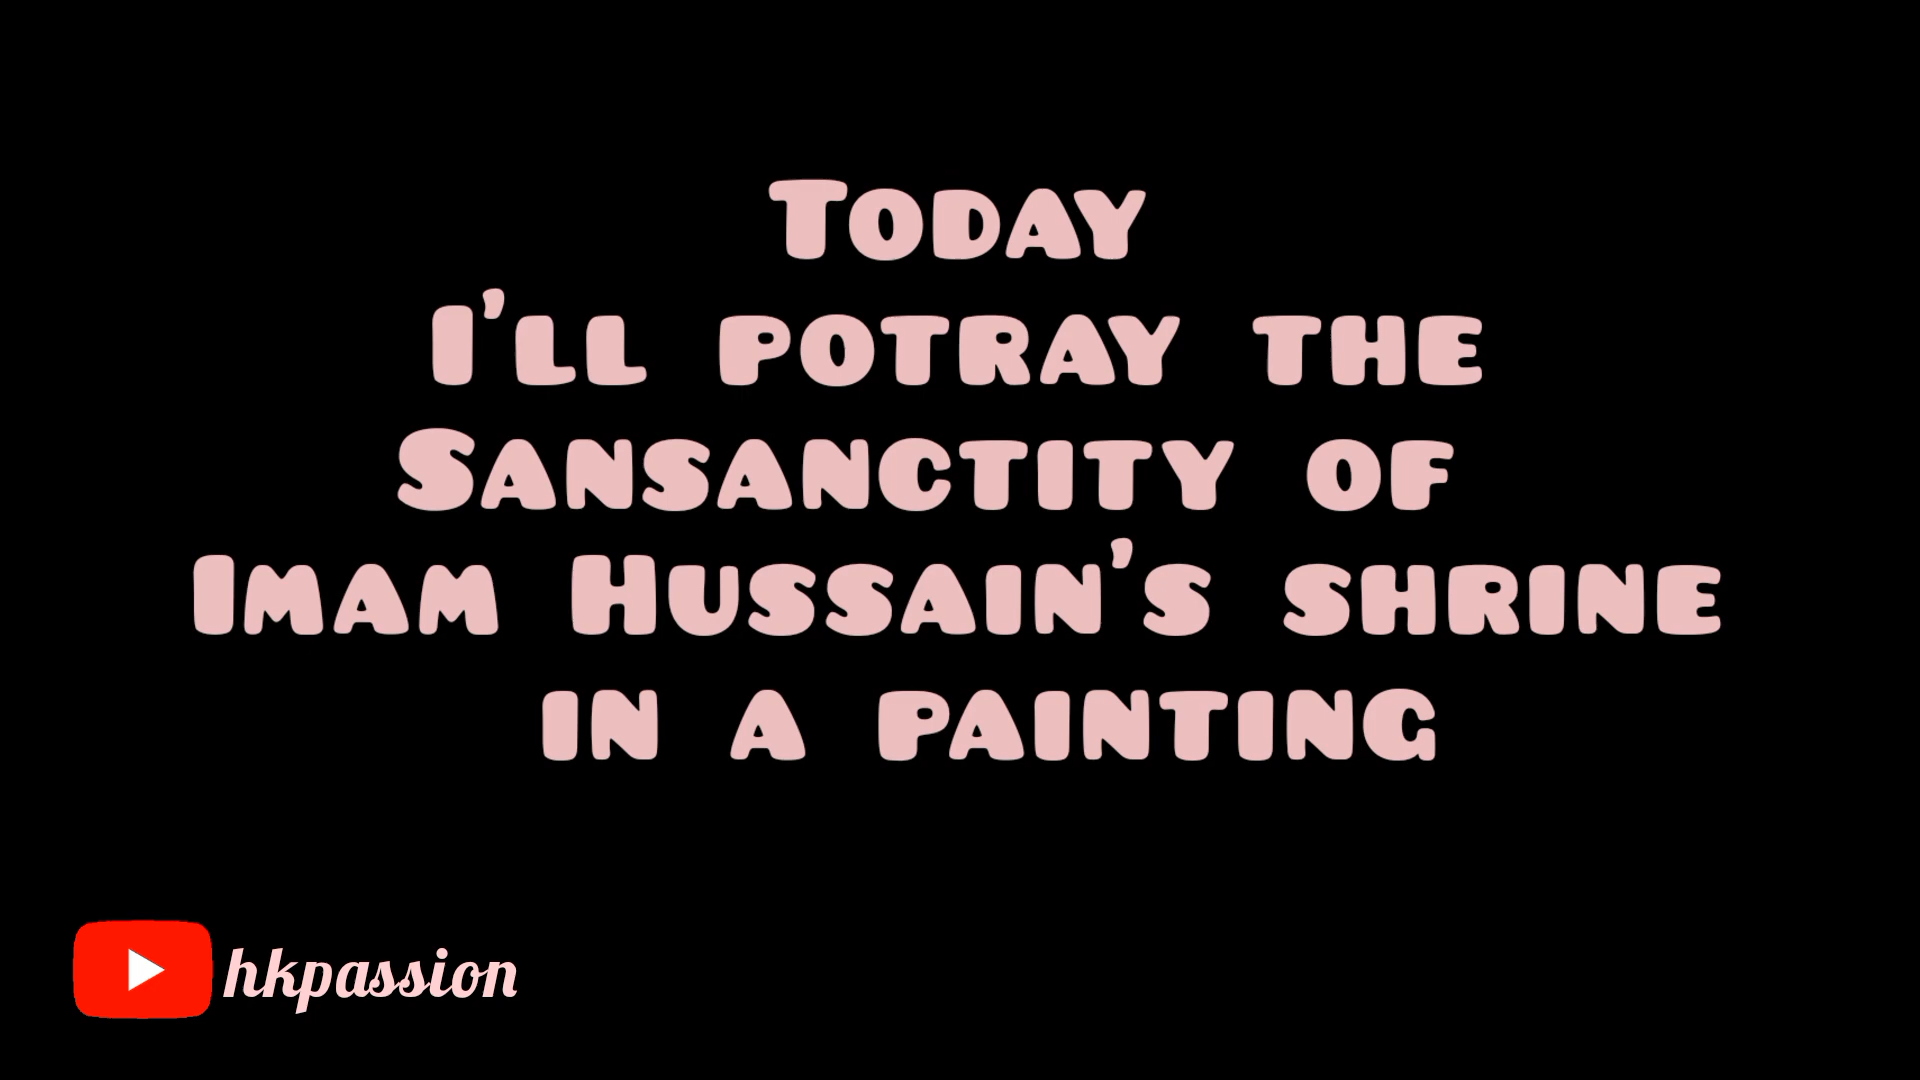 Today
I'll potray the
Sansanctity of
Imam Hussain's shrine
in a painting
hkpassion